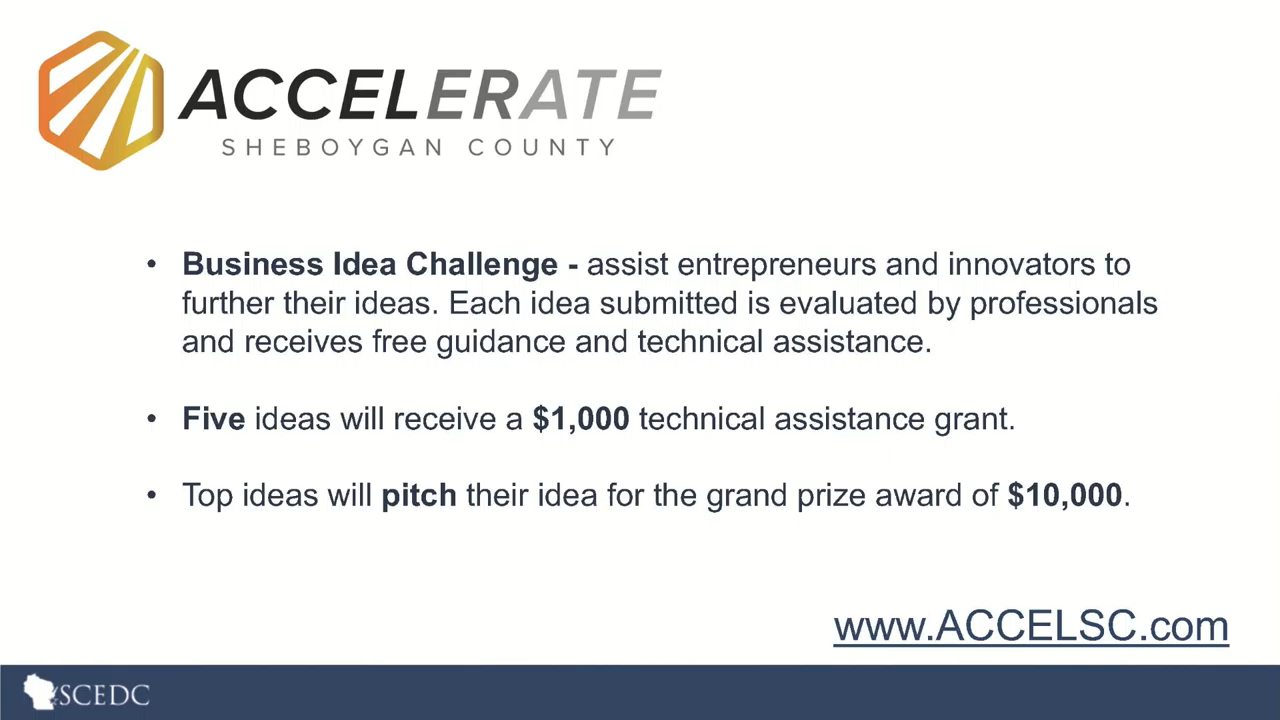 ACCELERATE
SHEBOYGAN COUNTY
• Business Idea Challenge - assist entrepreneurs and innovators to
further their ideas. Each idea submitted is evaluated by professionals
and receives free guidance and technical assistance.
• Five ideas will receive a $1,000 technical assistance grant.
• Top ideas will pitch their idea for the grand prize award of $10,000.
www.ACCELSC.com
SCEDC